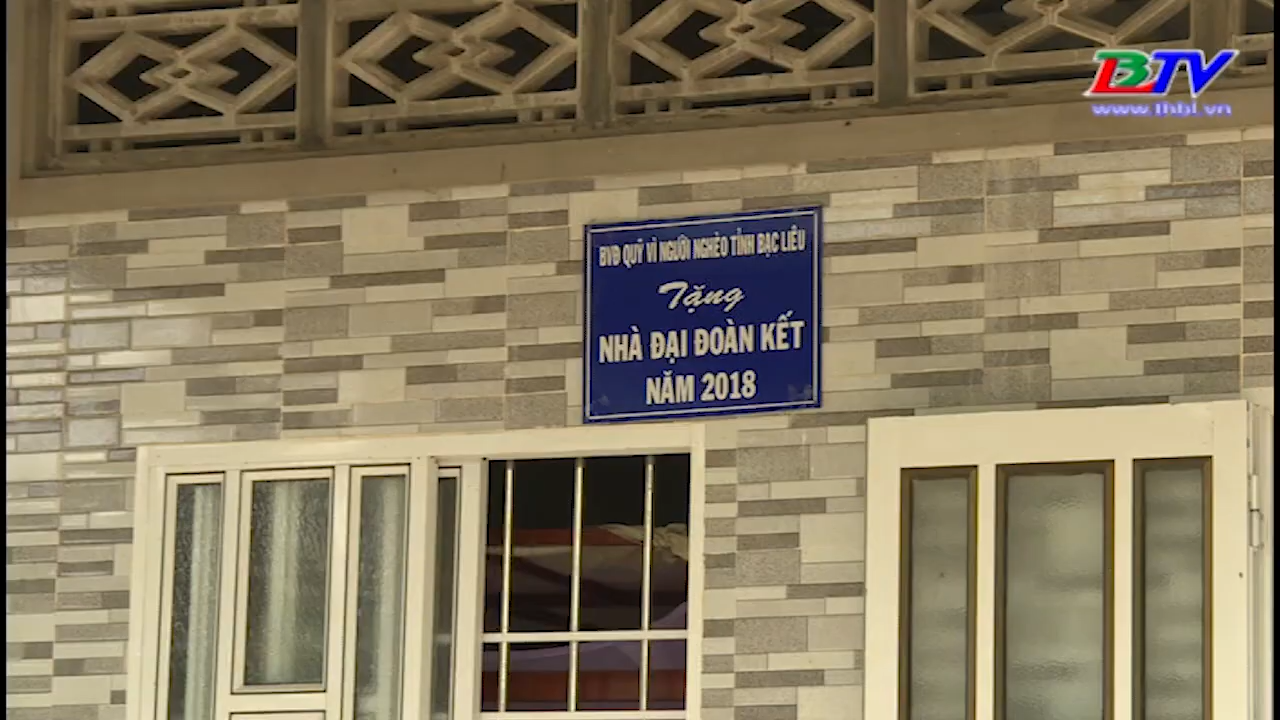 BTV
www.thbl.vn
BVĐ QUỸ VÌ NGƯỜI NGHÈO TỈNH BẠC LIÊU
Tặng
NHÀ ĐẠI ĐOÀN KẾT
NĂM 2018